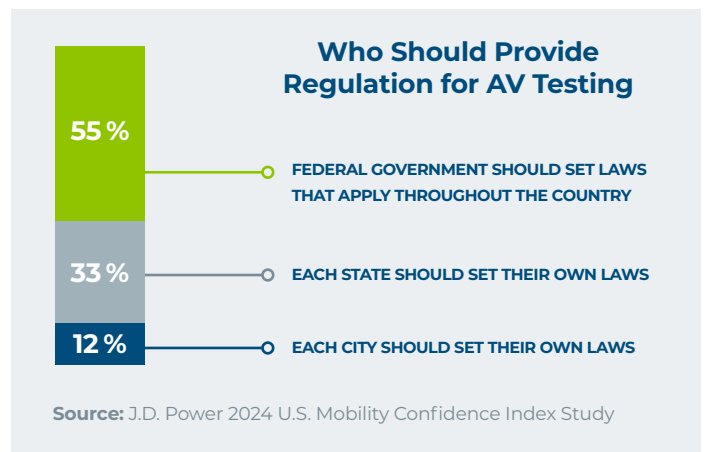 Who Should Provide
Regulation for AV Testing
55 %
FEDERAL GOVERNMENT SHOULD SET LAWS
THAT APPLY THROUGHOUT THE COUNTRY
33 %
EACH STATE SHOULD SET THEIR OWN LAWS
12 %
EACH CITY SHOULD SET THEIR OWN LAWS
Source: J.D. Power 2024 U.S. Mobility Confidence Index Study